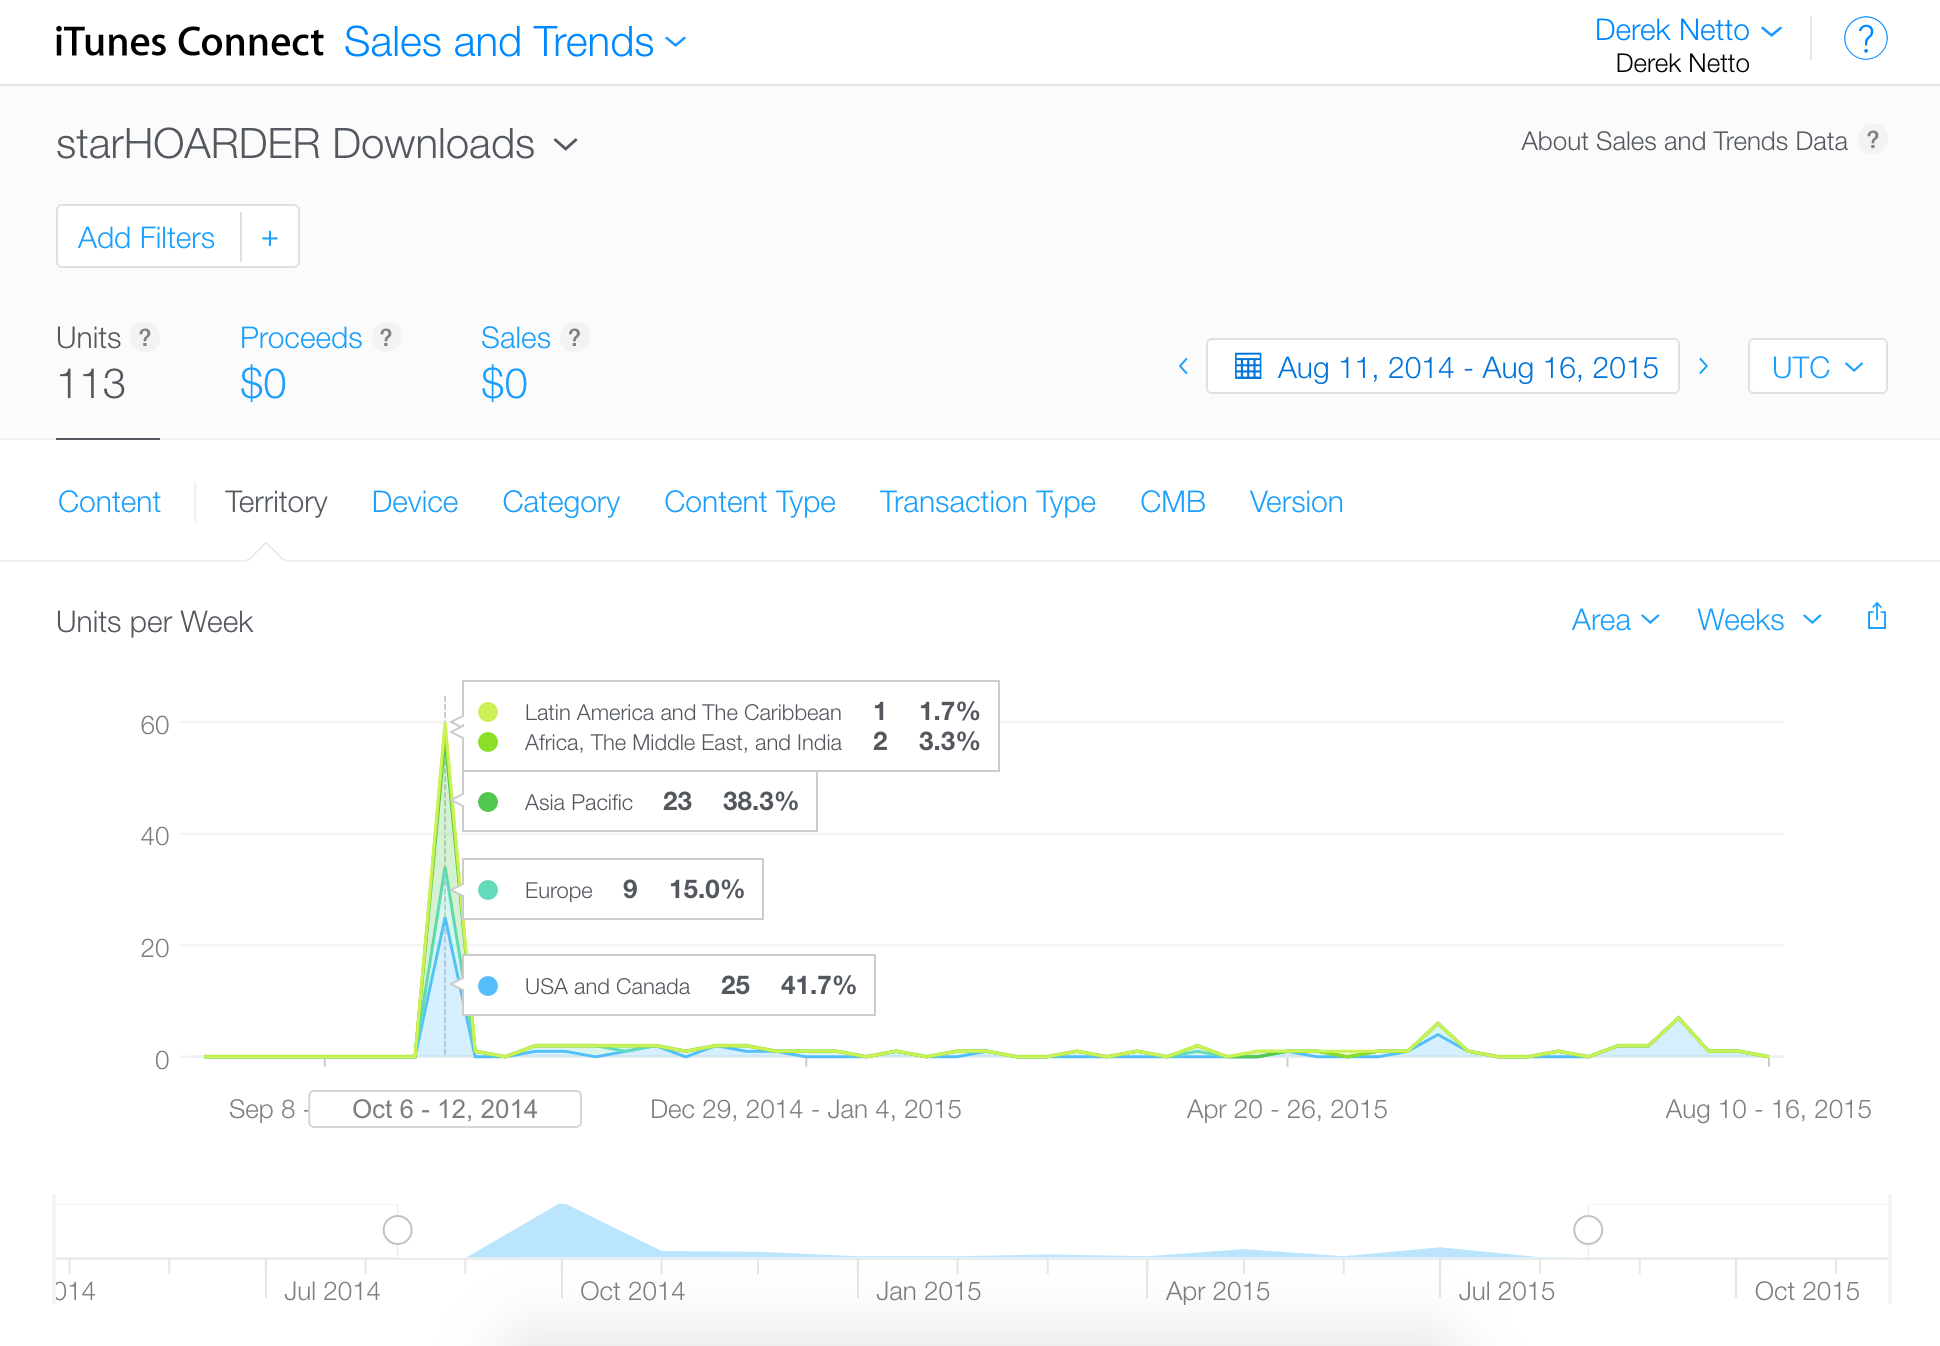 iTunes Connect Sales and Trends
Derek Netto
Derek Netto
?
starHOARDER Downloads
About Sales and Trends Data ?
Add Filters +
Units ? Proceeds ? Sales ?
113 $0 $0
Aug 11, 2014 - Aug 16, 2015 UTC
Content Territory Device Category Content Type Transaction Type CMB Version
Units per Week Area Weeks
60
Latin America and The Caribbean 1 1.7%
Africa, The Middle East, and India 2 3.3%
Asia Pacific 23 38.3%
40
Europe 9 15.0%
20
USA and Canada 25 41.7%
0
Sep 8 - Oct 6 - 12, 2014 Dec 29, 2014 - Jan 4, 2015 Apr 20 - 26, 2015 Aug 10 - 16, 2015
014 Jul 2014 Oct 2014 Jan 2015 Apr 2015 Jul 2015 Oct 2015